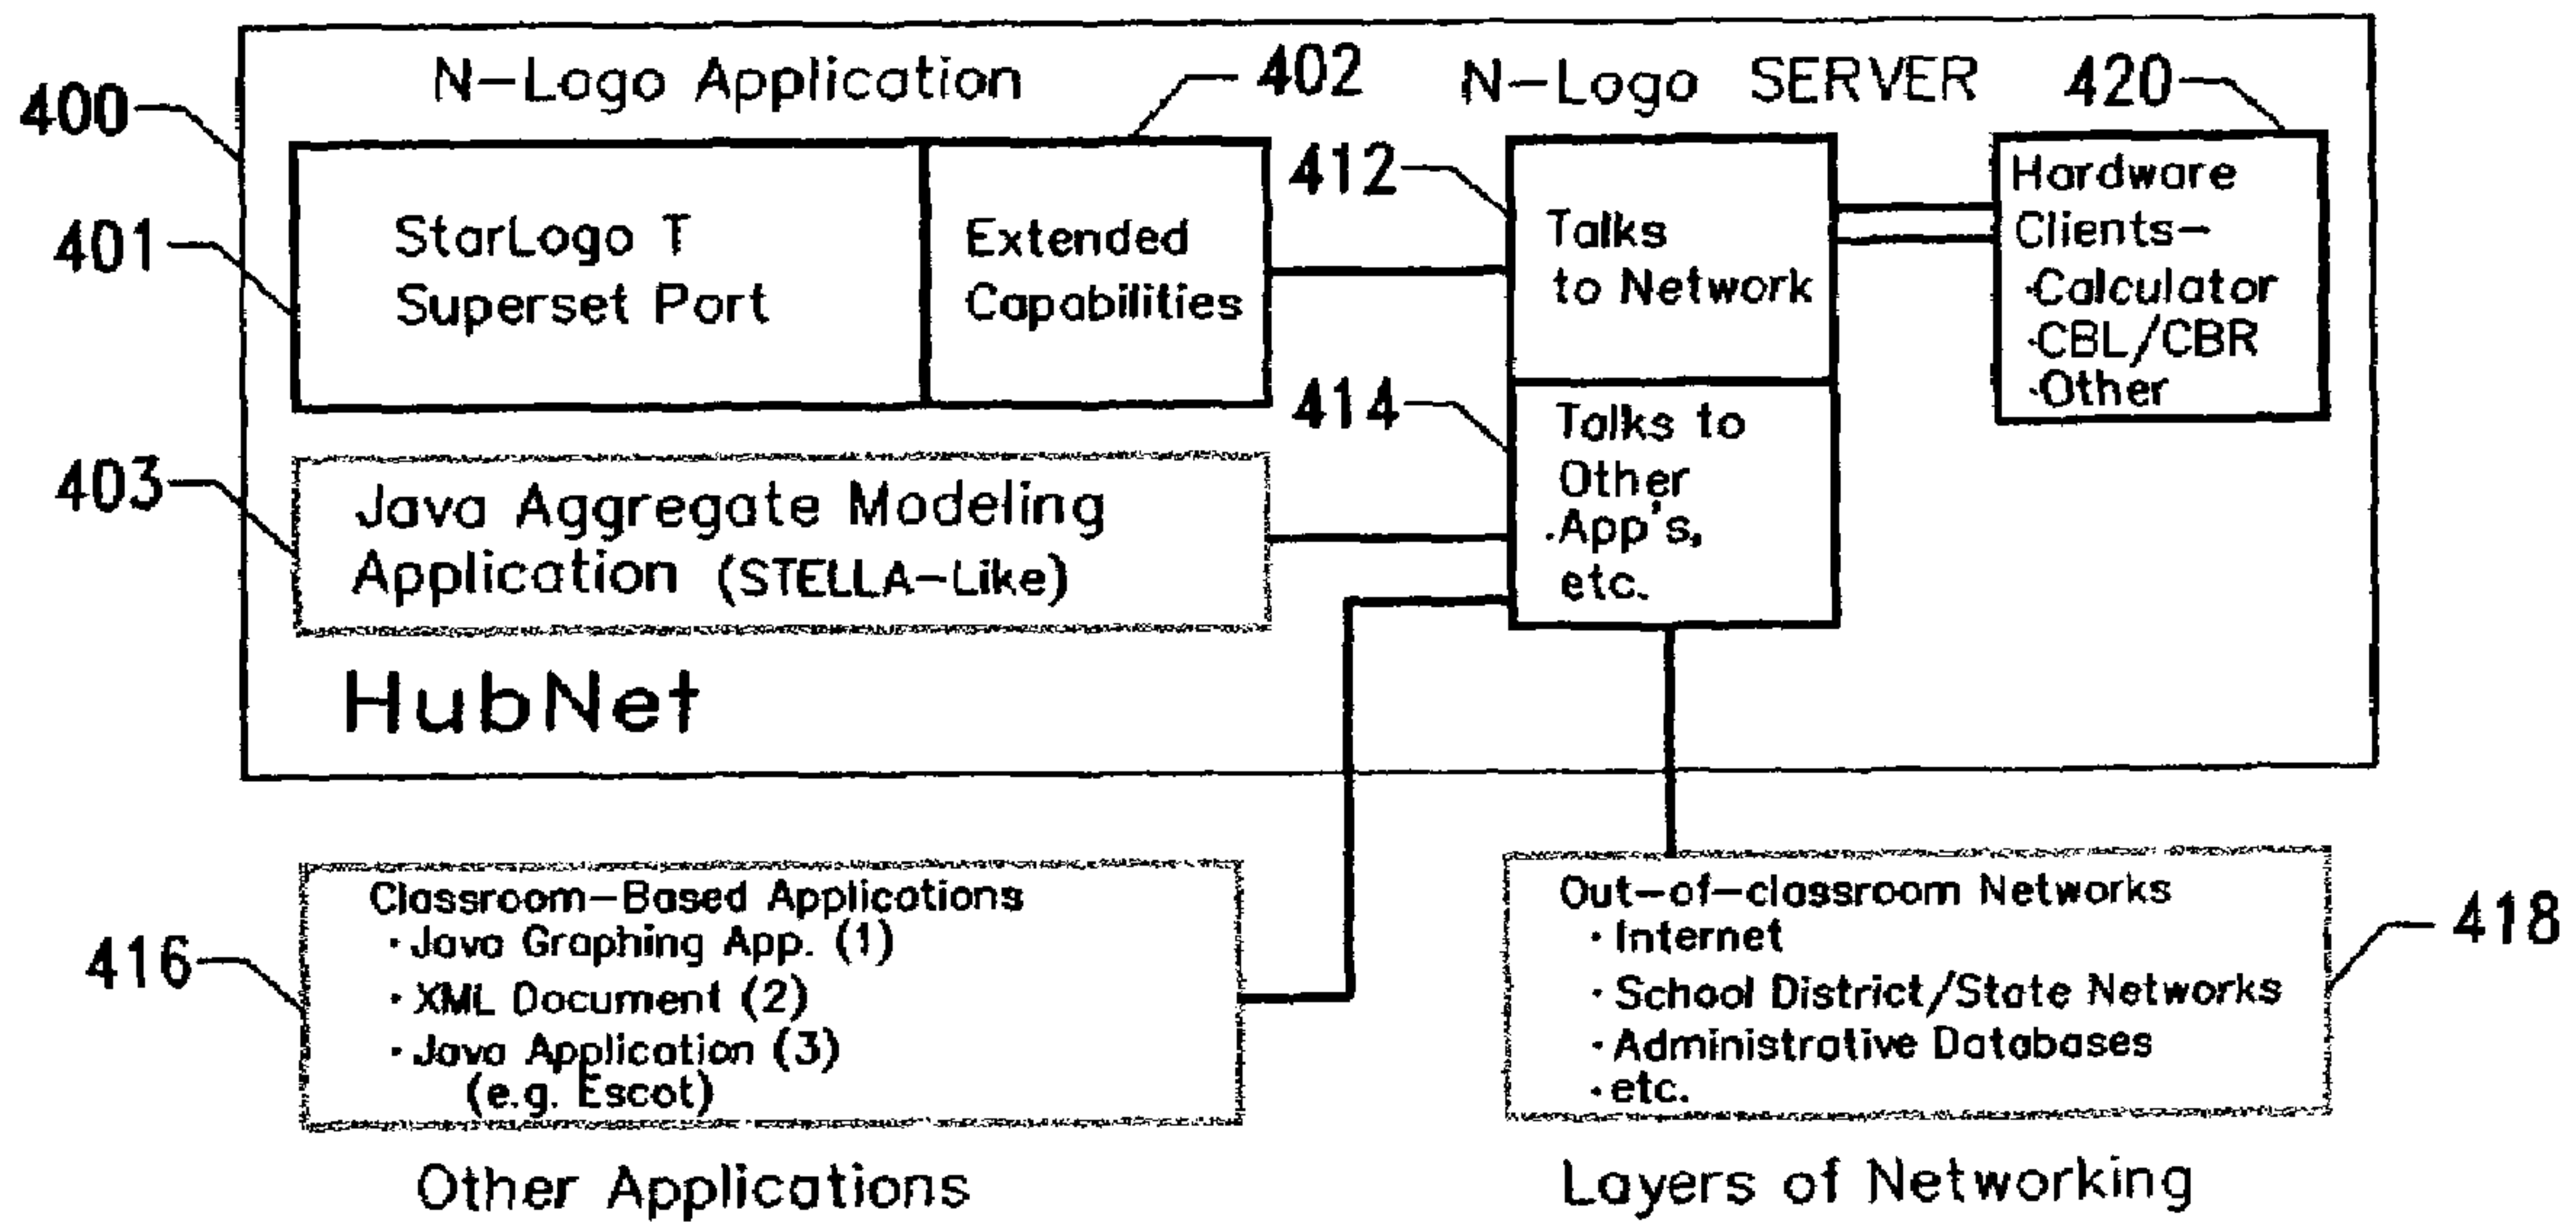 N-Logo Application
402
N-Logo SERVER
420
400
401
StarLogo T
Superset Port
Extended
Capabilities
412
Talks
to Network
Hardware
Clients-
·Calculator
·CBL/CBR
·Other
414
Talks to
Other
·App's,
etc.
403
Java Aggregate Modeling
Application (STELLA-Like)
HubNet
416
Classroom-Based Applications
· Java Graphing App. (1)
· XML Document (2)
· Java Application (3)
(e.g. Escot)
Out-of-classroom Networks
· Internet
· School District/State Networks
· Administrative Databases
· etc.
418
Other Applications
Layers of Networking